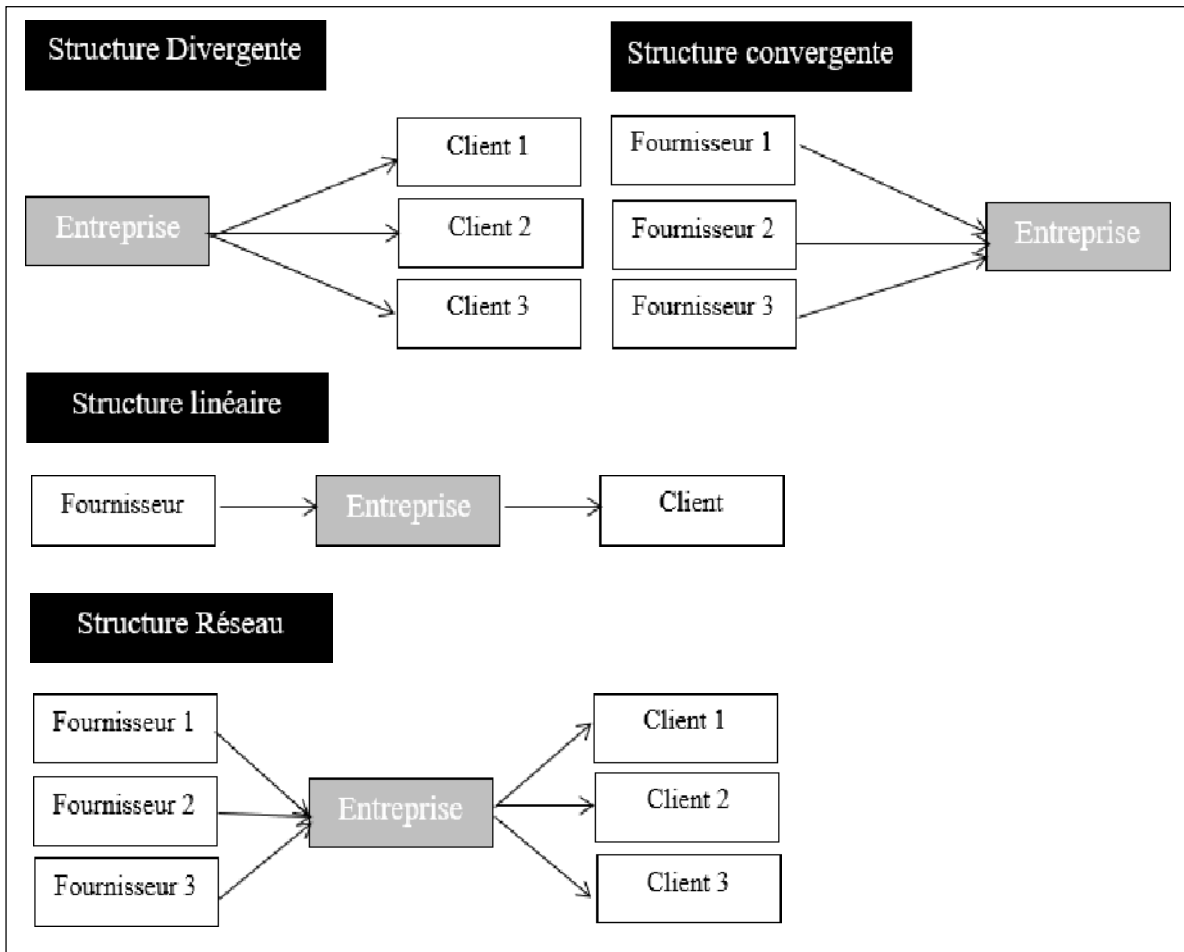 Structure Divergente
Entreprise
Client 1
Client 2
Client 3
Structure convergente
Fournisseur 1
Fournisseur 2
Fournisseur 3
Entreprise
Structure linéaire
Fournisseur
Entreprise
Client
Structure Réseau
Fournisseur 1
Fournisseur 2
Fournisseur 3
Entreprise
Client 1
Client 2
Client 3